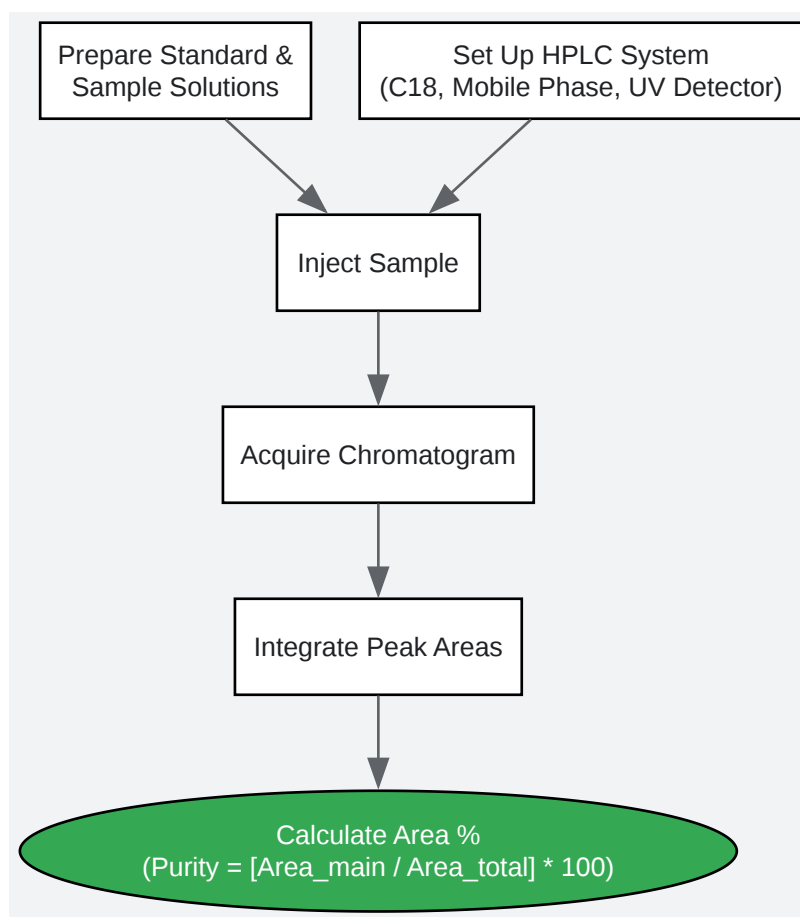 Prepare Standard &
Sample Solutions
Set Up HPLC System
(C18, Mobile Phase, UV Detector)
Inject Sample
Acquire Chromatogram
Integrate Peak Areas
Calculate Area %
(Purity = [Area_main / Area_total] * 100)